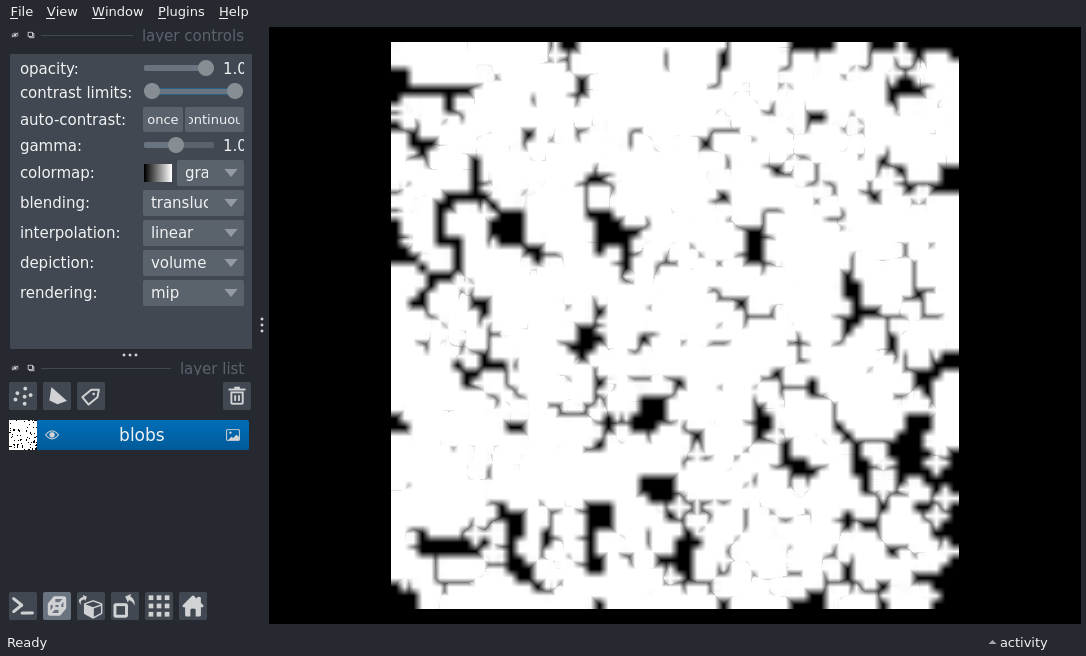 File View Window Plugins Help
layer controls
opacity: 1.0
contrast limits:
auto-contrast: once ontinuou
gamma: 1.0
colormap: gra
blending: transluc
interpolation: linear
depiction: volume
rendering: mip
layer list
blobs
Ready
activity